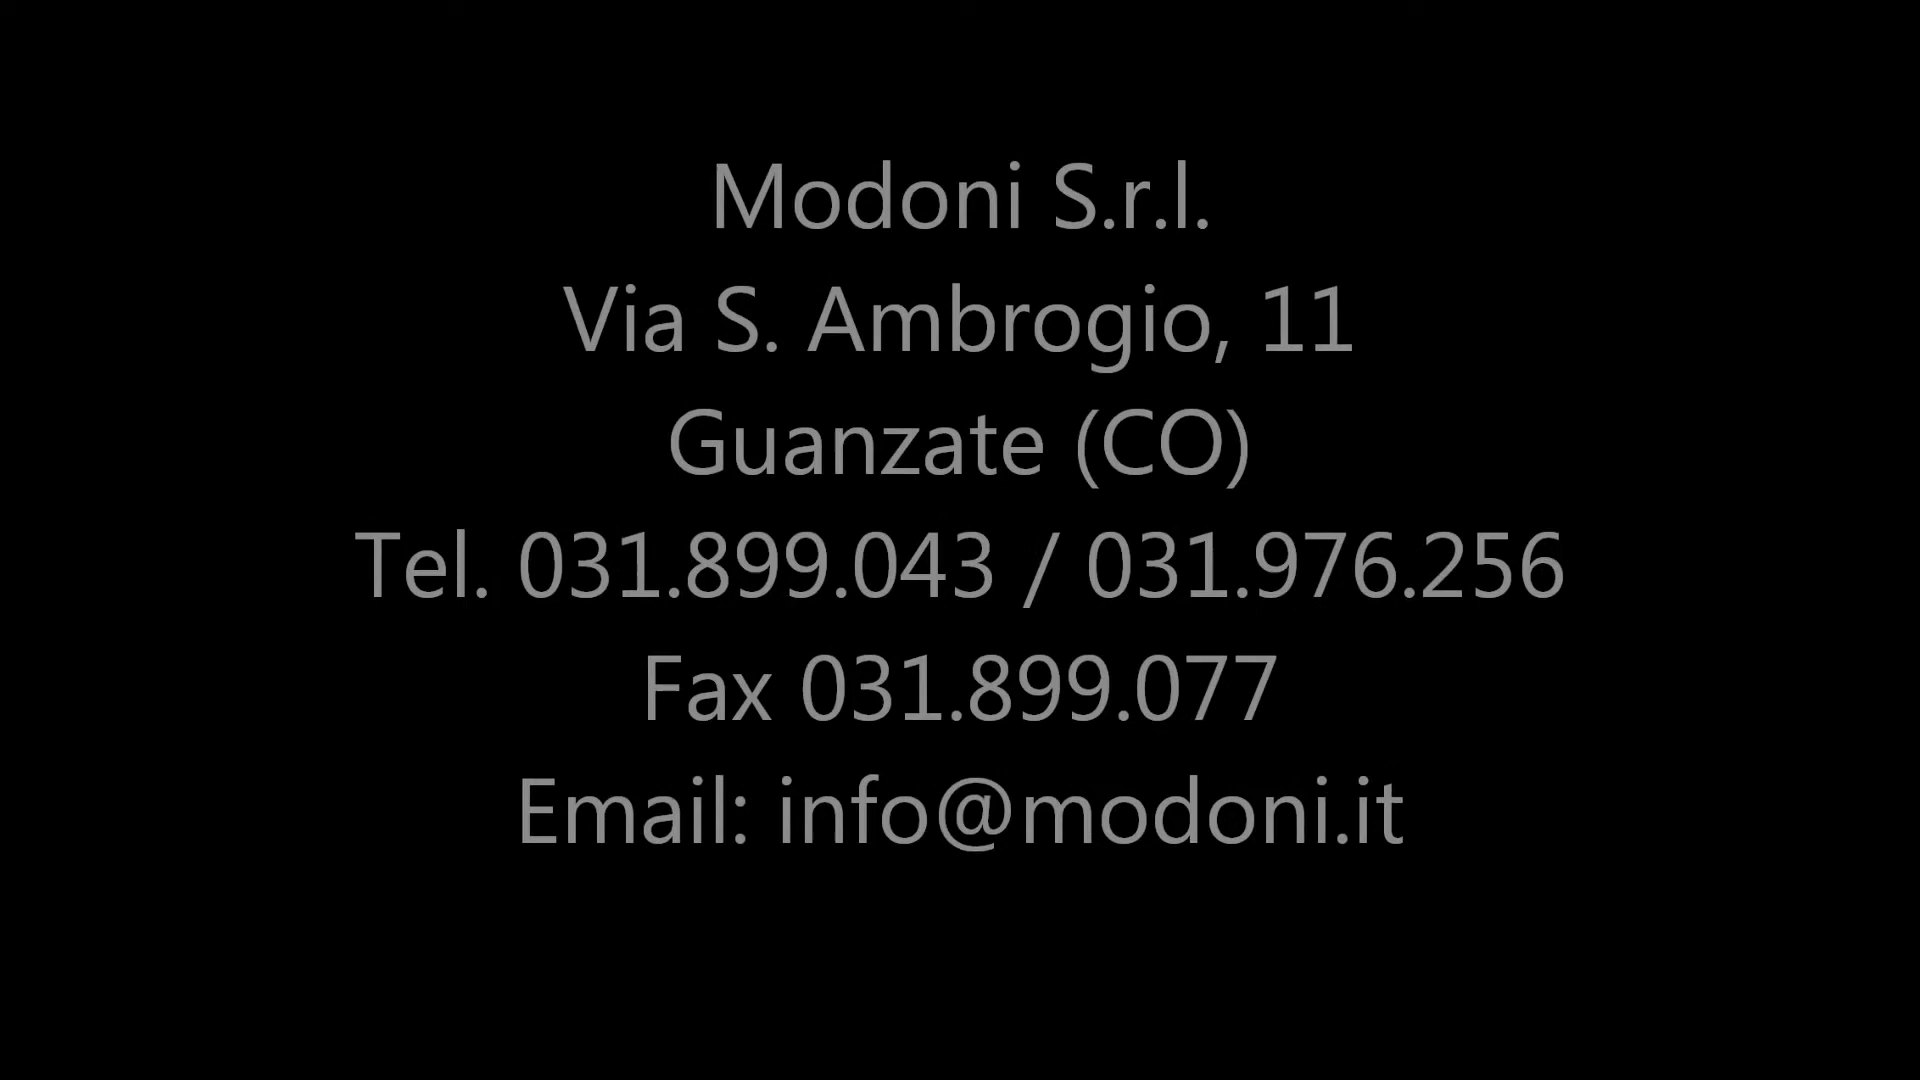 Modoni S.r.l.
Via S. Ambrogio, 11
Guanzate (CO)
Tel. 031.899.043 / 031.976.256
Fax 031.899.077
Email: info@modoni.it